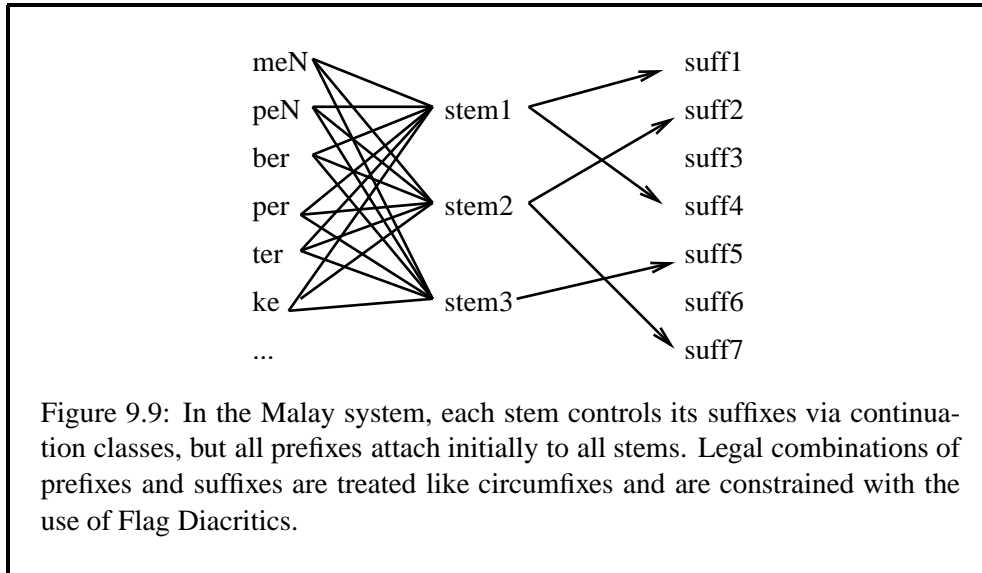 meN
peN
ber
per
ter
ke
...
stem1
stem2
stem3
suff1
suff2
suff3
suff4
suff5
suff6
suff7
Figure 9.9: In the Malay system, each stem controls its suffixes via continua-
tion classes, but all prefixes attach initially to all stems. Legal combinations of
prefixes and suffixes are treated like circumfixes and are constrained with the
use of Flag Diacritics.